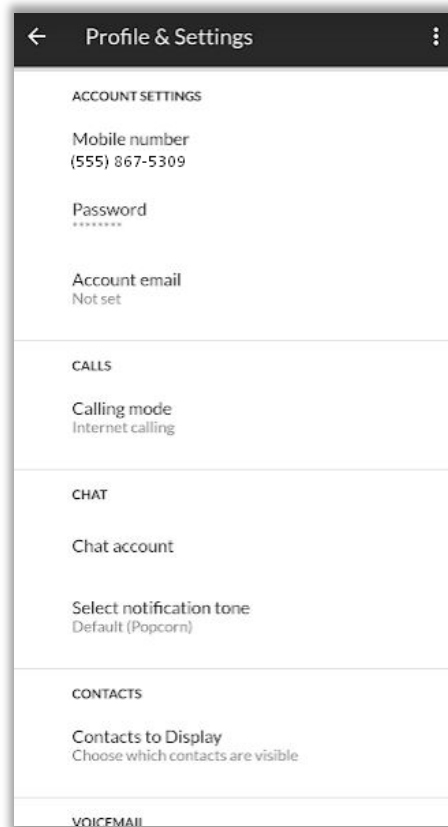 Profile & Settings
ACCOUNT SETTINGS
Mobile number
(555) 867-5309
Password
********
Account email
Not set
CALLS
Calling mode
Internet calling
CHAT
Chat account
Select notification tone
Default (Popcorn)
CONTACTS
Contacts to Display
Choose which contacts are visible
VOICEMAIL